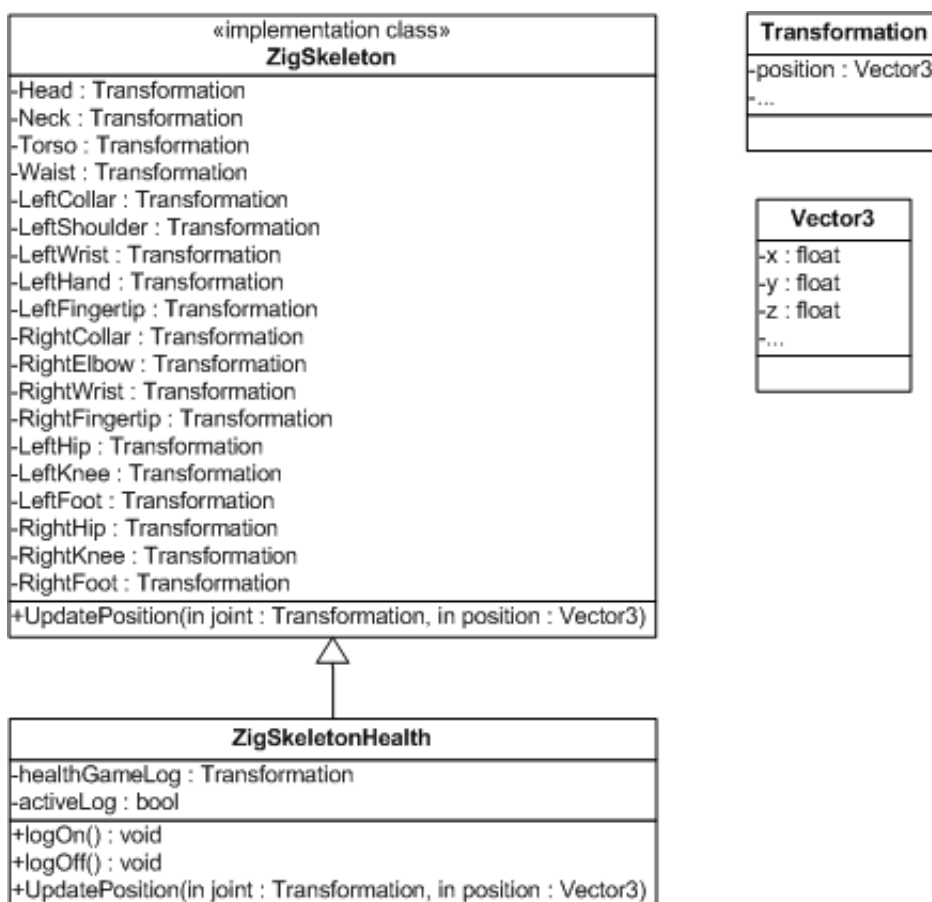 «implementation class»
ZigSkeleton
-Head : Transformation
-Neck : Transformation
-Torso : Transformation
-Waist : Transformation
-LeftCollar : Transformation
-LeftShoulder : Transformation
-LeftWrist : Transformation
-LeftHand : Transformation
-LeftFingertip : Transformation
-RightCollar : Transformation
-RightElbow : Transformation
-RightWrist : Transformation
-RightFingertip : Transformation
-LeftHip : Transformation
-LeftKnee : Transformation
-LeftFoot : Transformation
-RightHip : Transformation
-RightKnee : Transformation
-RightFoot : Transformation
+UpdatePosition(in joint : Transformation, in position : Vector3)
ZigSkeletonHealth
-healthGameLog : Transformation
-activeLog : bool
+logOn() : void
+logOff() : void
+UpdatePosition(in joint : Transformation, in position : Vector3)
Transformation
-position : Vector3
-...
Vector3
-x : float
-y : float
-z : float
-...